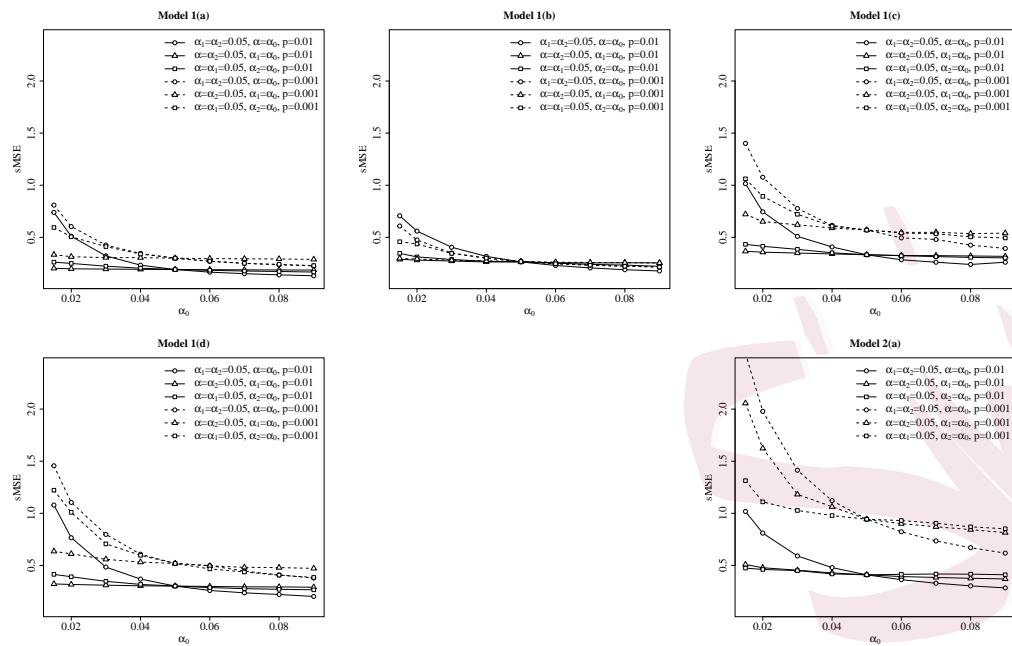 Model 1(a)
α₁=α₂=0.05, α=α₀, p=0.01
α=α₂=0.05, α₁=α₀, p=0.01
α=α₁=0.05, α₂=α₀, p=0.01
α₁=α₂=0.05, α=α₀, p=0.001
α=α₂=0.05, α₁=α₀, p=0.001
α=α₁=0.05, α₂=α₀, p=0.001
sMSE
0.5 1.0 1.5 2.0
0.02 0.04 0.06 0.08
α₀
Model 1(b)
α₁=α₂=0.05, α=α₀, p=0.01
α=α₂=0.05, α₁=α₀, p=0.01
α=α₁=0.05, α₂=α₀, p=0.01
α₁=α₂=0.05, α=α₀, p=0.001
α=α₂=0.05, α₁=α₀, p=0.001
α=α₁=0.05, α₂=α₀, p=0.001
sMSE
0.5 1.0 1.5 2.0
0.02 0.04 0.06 0.08
α₀
Model 1(c)
α₁=α₂=0.05, α=α₀, p=0.01
α=α₂=0.05, α₁=α₀, p=0.01
α=α₁=0.05, α₂=α₀, p=0.01
α₁=α₂=0.05, α=α₀, p=0.001
α=α₂=0.05, α₁=α₀, p=0.001
α=α₁=0.05, α₂=α₀, p=0.001
sMSE
0.5 1.0 1.5 2.0
0.02 0.04 0.06 0.08
α₀
Model 1(d)
α₁=α₂=0.05, α=α₀, p=0.01
α=α₂=0.05, α₁=α₀, p=0.01
α=α₁=0.05, α₂=α₀, p=0.01
α₁=α₂=0.05, α=α₀, p=0.001
α=α₂=0.05, α₁=α₀, p=0.001
α=α₁=0.05, α₂=α₀, p=0.001
sMSE
0.5 1.0 1.5 2.0
0.02 0.04 0.06 0.08
α₀
Model 2(a)
α₁=α₂=0.05, α=α₀, p=0.01
α=α₂=0.05, α₁=α₀, p=0.01
α=α₁=0.05, α₂=α₀, p=0.01
α₁=α₂=0.05, α=α₀, p=0.001
α=α₂=0.05, α₁=α₀, p=0.001
α=α₁=0.05, α₂=α₀, p=0.001
sMSE
0.5 1.0 1.5 2.0
0.02 0.04 0.06 0.08
α₀